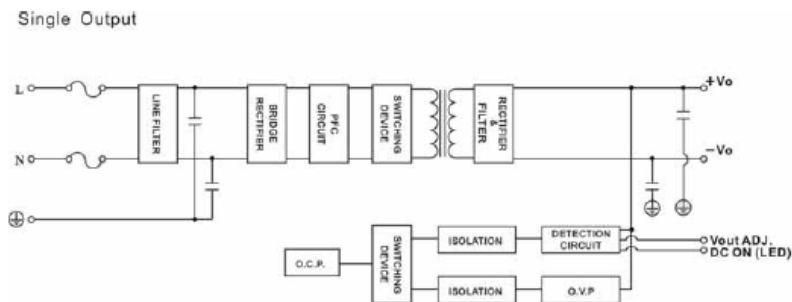 Single Output
L
LINE FILTER
BRIDGE RECTIFIER
PFC CIRCUIT
SWITCHING DEVICE
RECTIFIER & FILTER
+Vo
N
-Vo
O.C.P.
SWITCHING DEVICE
ISOLATION
DETECTION CIRCUIT
Vout ADJ.
DC ON (LED)
ISOLATION
O.V.P